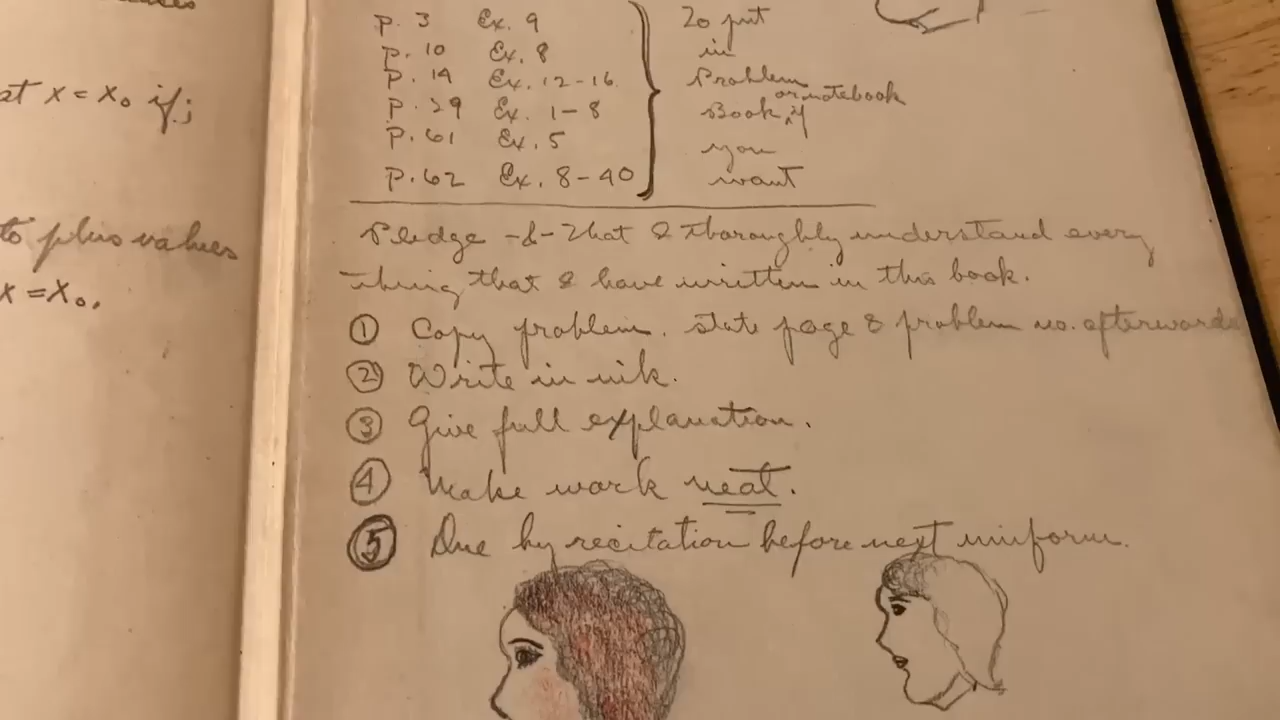 at x = x₀ if;
to plus values
x = x₀,
p. 3 Ex. 9
p. 10 Ex. 8
p. 14 Ex. 12-16
p. 29 Ex. 1-8
p. 61 Ex. 5
p. 62 Ex. 8-40
To put
in
Problem
or notebook
Book, if
you
want
Pledge -&- That I thoroughly understand every
thing that I have written in this book.
① Copy problem. state page & problem no. afterwards
② Write in ink.
③ Give full explanation.
④ Make work neat.
⑤ Due by recitation before next uniform.